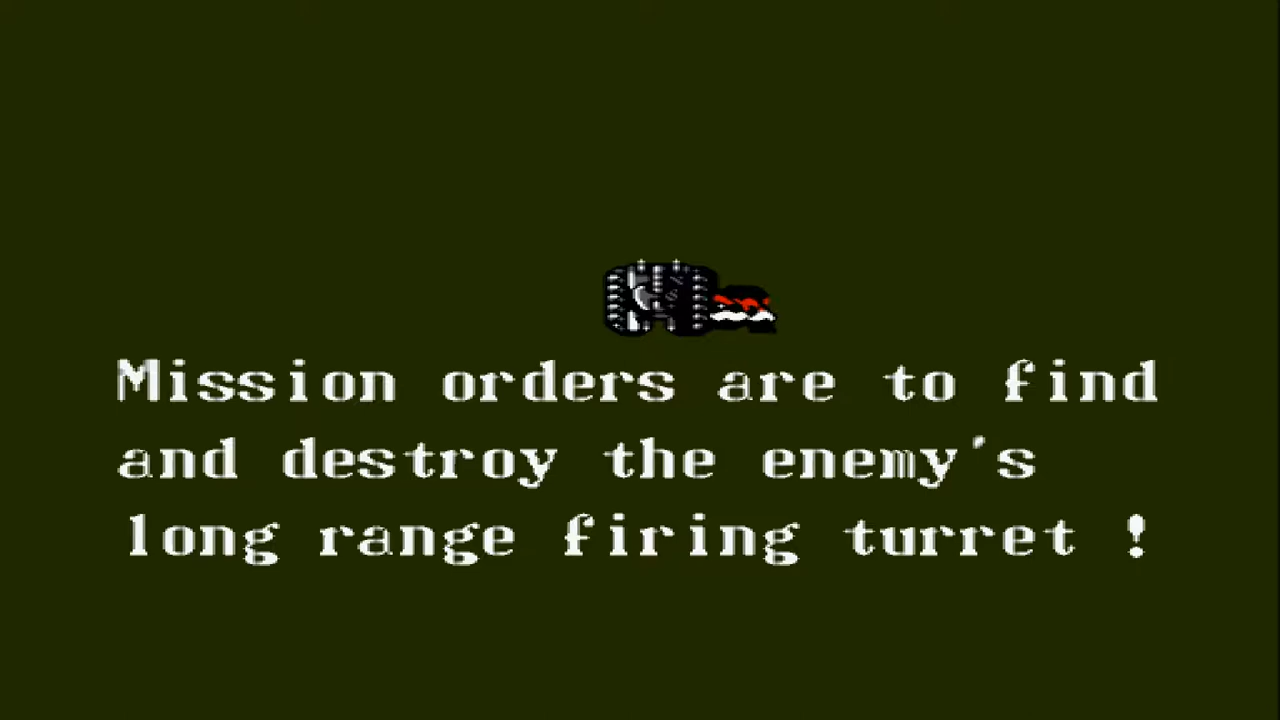 Mission orders are to find
and destroy the enemy's
long range firing turret !